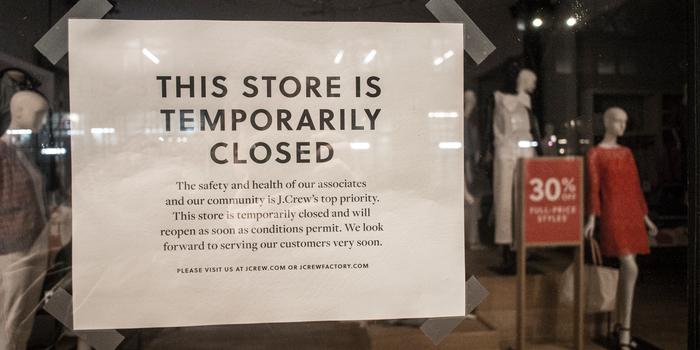 THIS STORE IS
TEMPORARILY
CLOSED
The safety and health of our associates
and our community is J.Crew's top priority.
This store is temporarily closed and will
reopen as soon as conditions permit. We look
forward to serving our customers very soon.
PLEASE VISIT US AT JCREW.COM OR JCREWFACTORY.COM
30% OFF
FULL-PRICE
STYLES